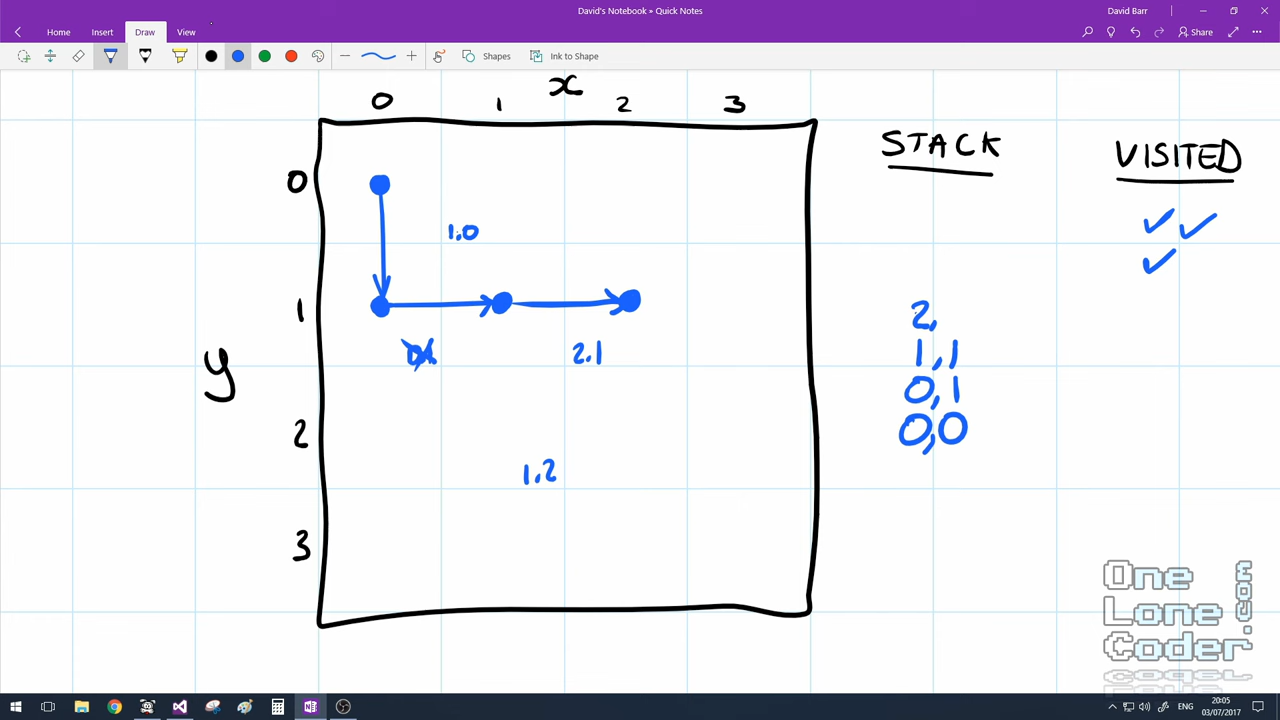 David's Notebook » Quick Notes
David Barr
Home Insert Draw View
Share
Shapes
Ink to Shape
x
0 1 2 3
STACK
VISITED
0
1.0
1
2,
2.1
1,1
y
0,1
2
0,0
1.2
3
One
Lone
Coder
.com
ENG
20:05
03/07/2017